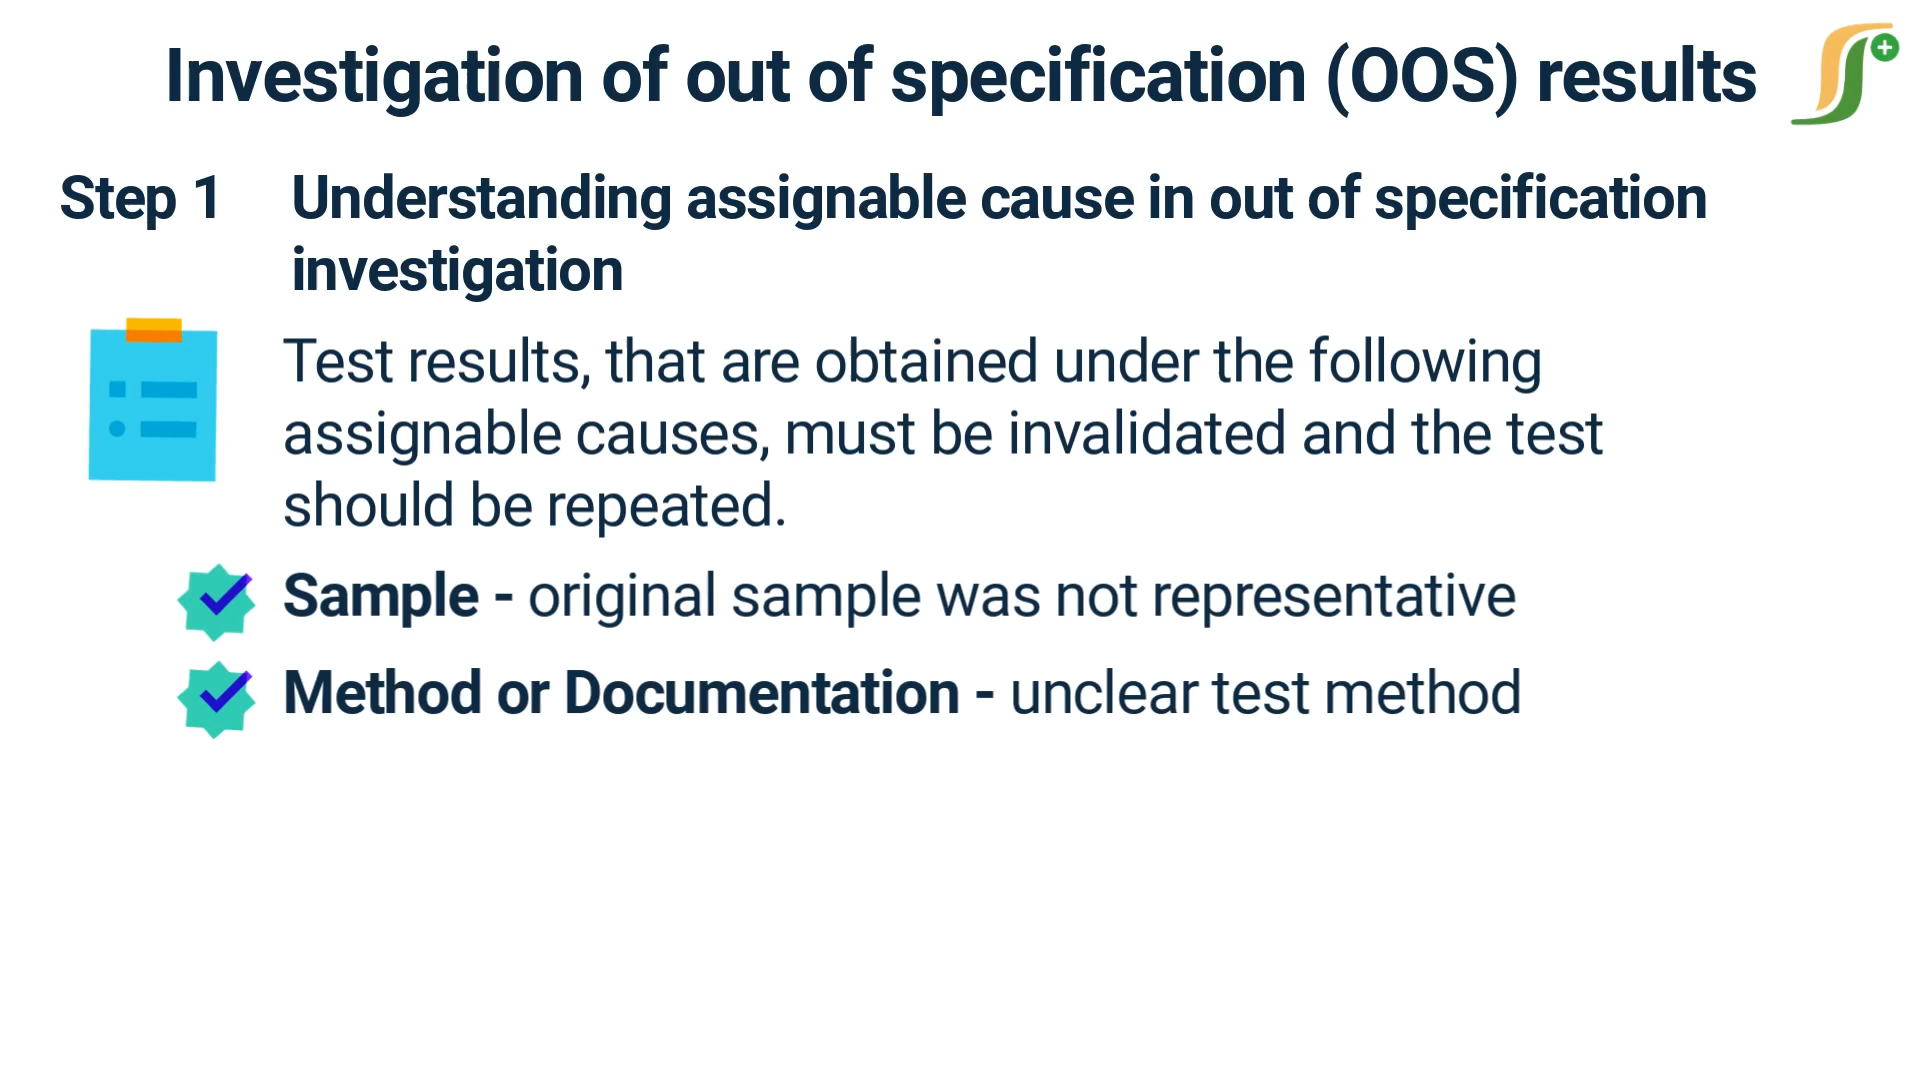 Investigation of out of specification (OOS) results
Step 1
Understanding assignable cause in out of specification
investigation
Test results, that are obtained under the following
assignable causes, must be invalidated and the test
should be repeated.
Sample - original sample was not representative
Method or Documentation - unclear test method